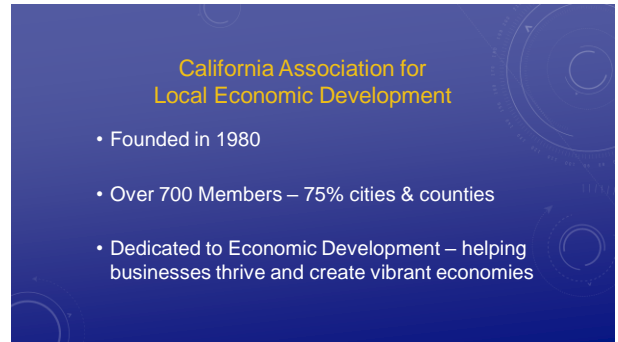 California Association for
Local Economic Development
• Founded in 1980
• Over 700 Members – 75% cities & counties
• Dedicated to Economic Development – helping
businesses thrive and create vibrant economies